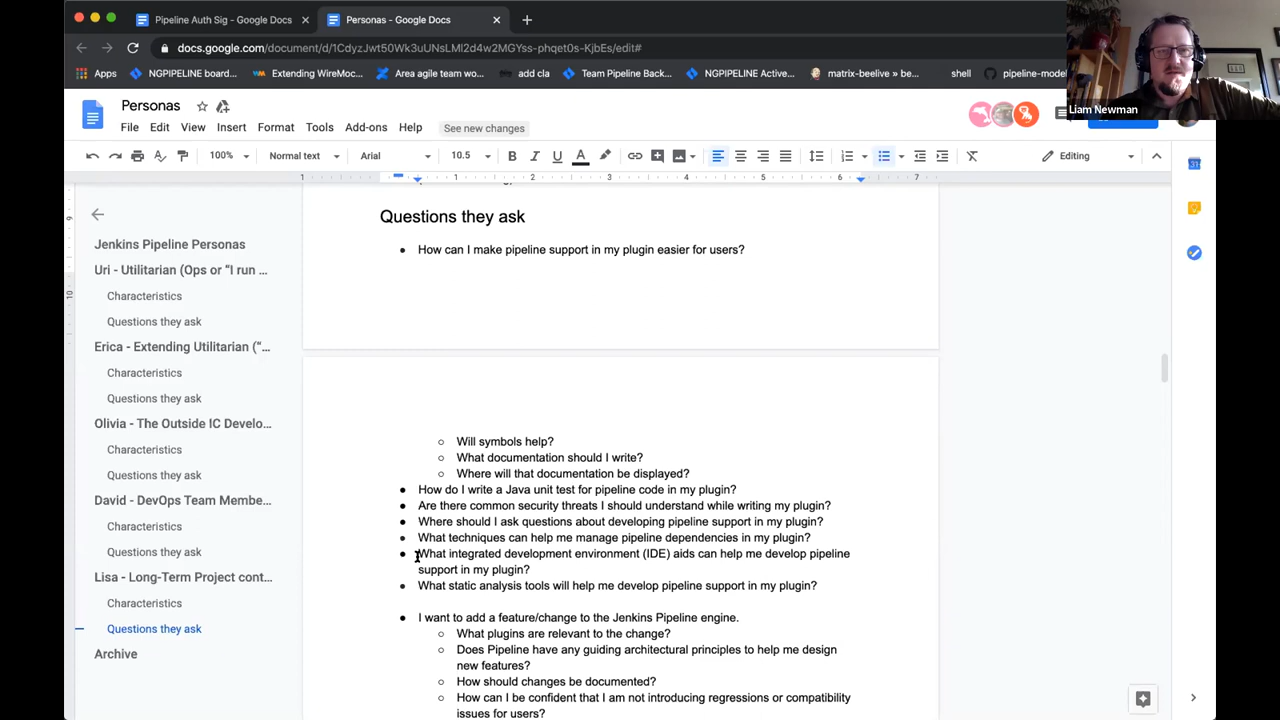 Pipeline Auth Sig - Google Docs
Personas - Google Docs
docs.google.com/document/d/1CdyzJwt50Wk3uUNsLMI2d4w2MGYss-phqet0s-KjbEs/edit#
Apps
NGPIPELINE board...
Extending WireMoc...
Area agile team wo...
add cla
Team Pipeline Back...
NGPIPELINE Active...
matrix-beelive » be...
shell
pipeline-model
Liam Newman
Personas
File Edit View Insert Format Tools Add-ons Help
See new changes
100% Normal text Arial 10.5 B I U A
Editing
1 1 2 3 4 5 6 7
Jenkins Pipeline Personas
Uri - Utilitarian (Ops or “I run ...
Characteristics
Questions they ask
Erica - Extending Utilitarian (“...
Characteristics
Questions they ask
Olivia - The Outside IC Develo...
Characteristics
Questions they ask
David - DevOps Team Membe...
Characteristics
Questions they ask
Lisa - Long-Term Project cont...
Characteristics
Questions they ask
Archive
Questions they ask
How can I make pipeline support in my plugin easier for users?
Will symbols help?
What documentation should I write?
Where will that documentation be displayed?
How do I write a Java unit test for pipeline code in my plugin?
Are there common security threats I should understand while writing my plugin?
Where should I ask questions about developing pipeline support in my plugin?
What techniques can help me manage pipeline dependencies in my plugin?
What integrated development environment (IDE) aids can help me develop pipeline
support in my plugin?
What static analysis tools will help me develop pipeline support in my plugin?
I want to add a feature/change to the Jenkins Pipeline engine.
What plugins are relevant to the change?
Does Pipeline have any guiding architectural principles to help me design
new features?
How should changes be documented?
How can I be confident that I am not introducing regressions or compatibility
issues for users?